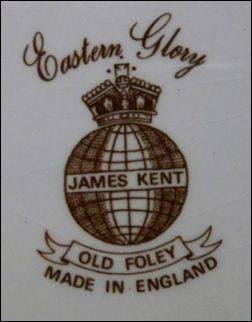 Eastern Glory
JAMES KENT
OLD FOLEY
MADE IN ENGLAND